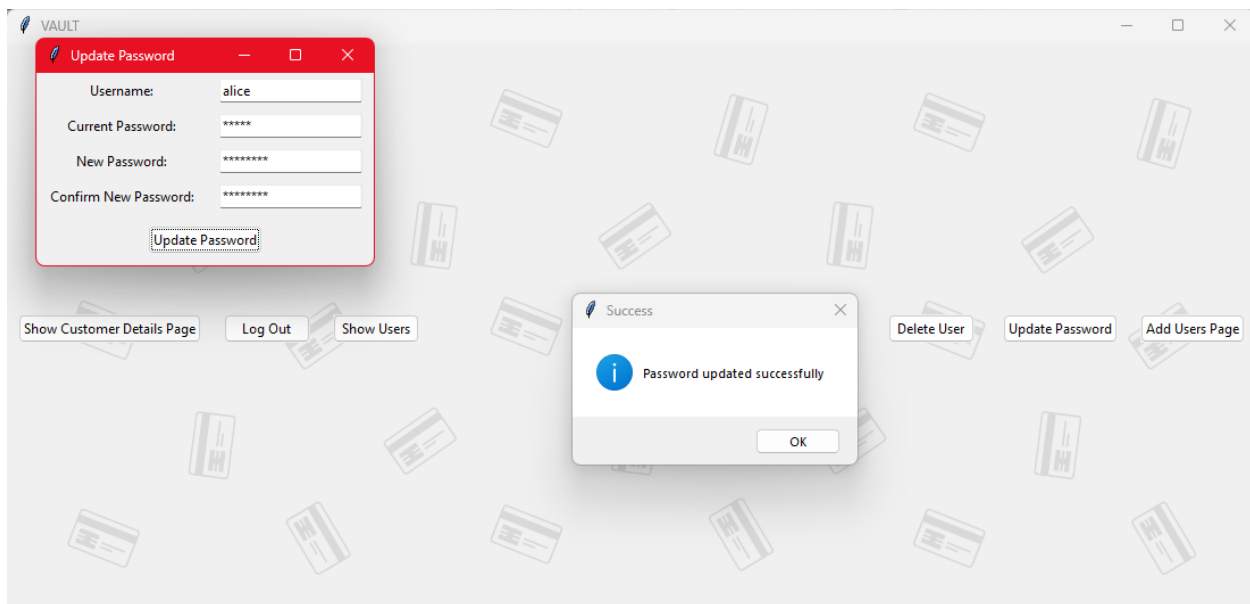 VAULT
Update Password
Username: alice
Current Password: *****
New Password: ********
Confirm New Password: ********
Update Password
Success
Password updated successfully
OK
Show Customer Details Page Log Out Show Users Delete User Update Password Add Users Page